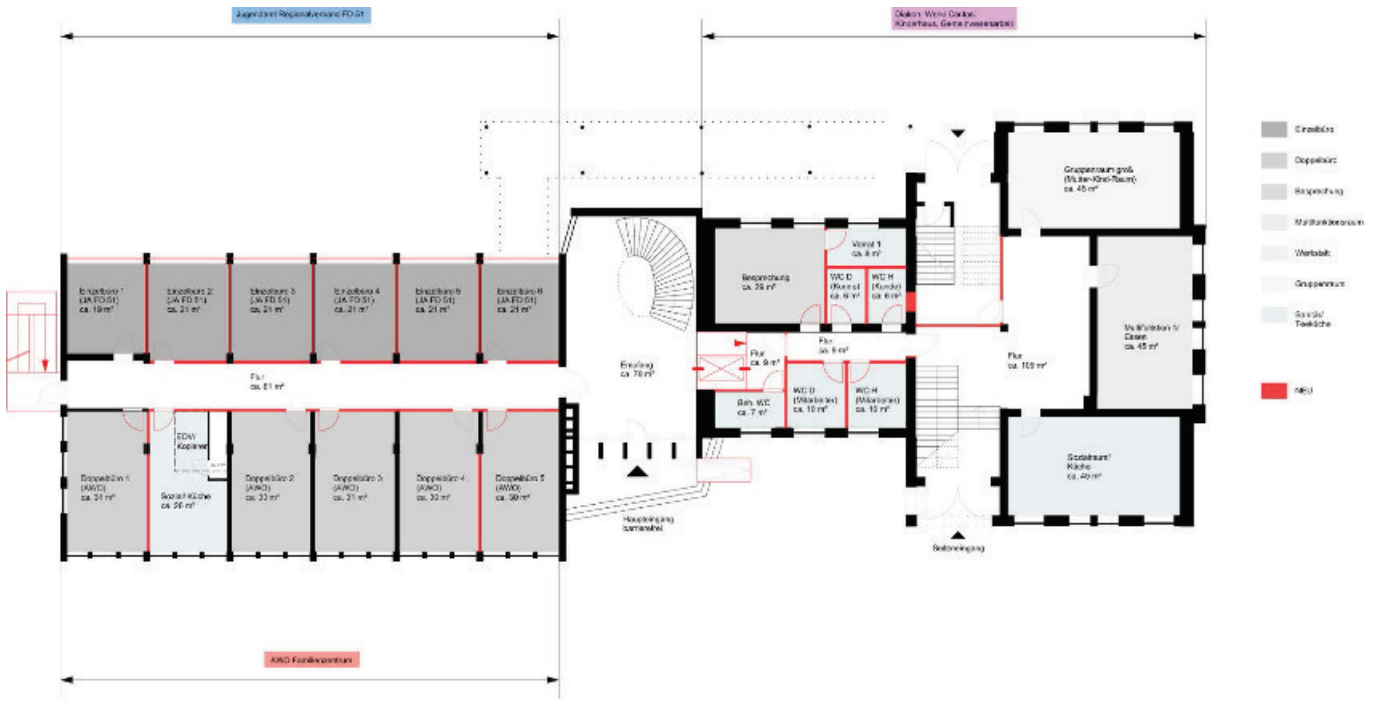 Jugendamt Regionalverband FD 51
Diakon. Werk/ Caritas:
Kinderhaus, Gemeinwesenarbeit
Einzelbüro
Doppelbüro
Besprechung
Multifunktionsraum
Werkstatt
Gruppenraum
Sanitär/
Teeküche
NEU
Gruppenraum groß
(Mutter-Kind-Raum)
ca. 45 m²
Einzelbüro 1
(JA FD 51)
ca. 19 m²
Einzelbüro 2
(JA FD 51)
ca. 21 m²
Einzelbüro 3
(JA FD 51)
ca. 21 m²
Einzelbüro 4
(JA FD 51)
ca. 21 m²
Einzelbüro 5
(JA FD 51)
ca. 21 m²
Einzelbüro 6
(JA FD 51)
ca. 21 m²
Besprechung
ca. 29 m²
Vorrat 1
ca. 8 m²
WC D
(Kunde)
ca. 6 m²
WC H
(Kunde)
ca. 6 m²
Flur
ca. 81 m²
Empfang
ca. 78 m²
Flur
ca. 9 m²
Flur
ca. 9 m²
Flur
ca. 109 m²
Multifunktion 1/
Essen
ca. 45 m²
Beh. WC
ca. 7 m²
WC D
(Mitarbeiter)
ca. 10 m²
WC H
(Mitarbeiter)
ca. 10 m²
EDV/
Kopierer
Doppelbüro 1
(AWO)
ca. 31 m²
Sozial/ Küche
ca. 26 m²
Doppelbüro 2
(AWO)
ca. 30 m²
Doppelbüro 3
(AWO)
ca. 31 m²
Doppelbüro 4
(AWO)
ca. 30 m²
Doppelbüro 5
(AWO)
ca. 30 m²
Sozialraum/
Küche
ca. 45 m²
Haupteingang
barrierefrei
Seiteneingang
AWO Familienzentrum